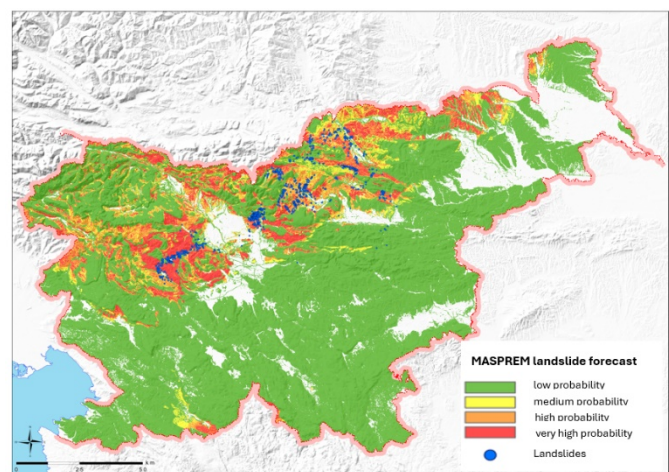 MASPREM landslide forecast
low probability
medium probability
high probability
very high probability
Landslides